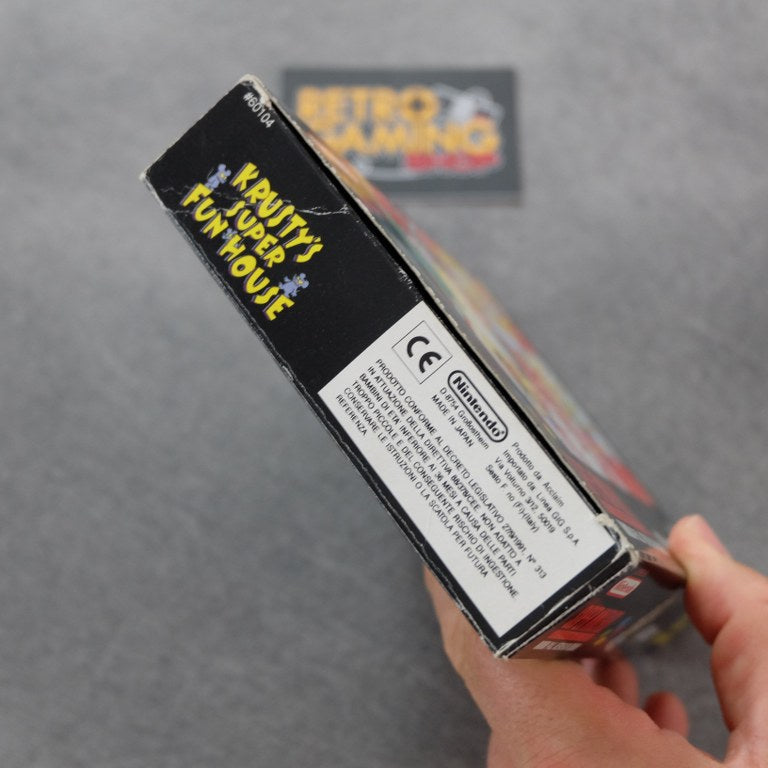 RETRO
GAMING
#60104
KRUSTY'S
SUPER
FUN HOUSE
CE
Nintendo
D-8754 Großostheim
MADE IN JAPAN
Prodotto da: Acclaim
Importato da: Linea GIG S.p.A.
Via Volturno 3/12, 50019
Sesto F. no (FI)-(Italy)
PRODOTTO CONFORME AL DECRETO LEGISLATIVO 27/9/1991, N° 313
IN ATTUAZIONE DELLA DIRETTIVA 88/378/CEE. NON ADATTO A
BAMBINI DI ETA' INFERIORE AI 36 MESI A CAUSA DELLE PARTI
TROPPO PICCOLE E DEL CONSEGUENTE RISCHIO DI INGESTIONE.
CONSERVARE LE ISTRUZIONI O LA SCATOLA PER FUTURA
REFERENZA.